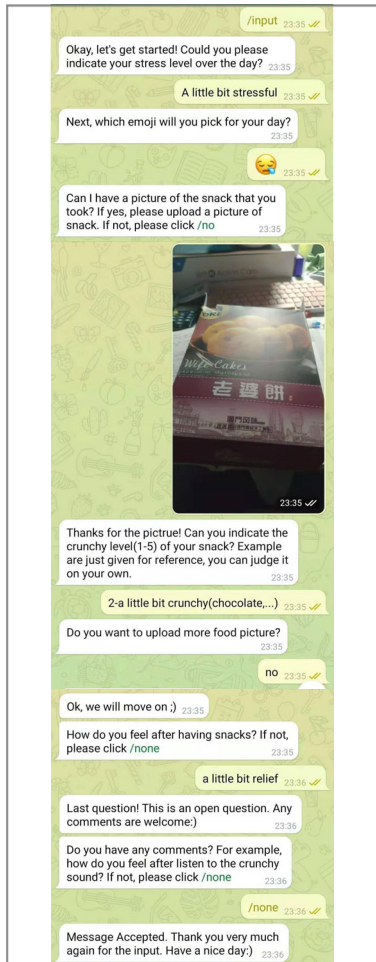 /input 23:35
Okay, let's get started! Could you please
indicate your stress level over the day? 23:35
A little bit stressful 23:35
Next, which emoji will you pick for your day?
23:35
😪 23:35
Can I have a picture of the snack that you
took? If yes, please upload a picture of
snack. If not, please click /no 23:35
Wife Cakes
老婆餅
23:35
Thanks for the pictrue! Can you indicate the
crunchy level(1-5) of your snack? Example
are just given for reference, you can judge it
on your own. 23:35
2-a little bit crunchy(chocolate,...) 23:35
Do you want to upload more food picture?
23:35
no 23:35
Ok, we will move on ;) 23:35
How do you feel after having snacks? If not,
please click /none 23:35
a little bit relief 23:36
Last question! This is an open question. Any
comments are welcome:) 23:36
Do you have any comments? For example,
how do you feel after listen to the crunchy
sound? If not, please click /none 23:36
/none 23:36
Message Accepted. Thank you very much
again for the input. Have a nice day:) 23:36